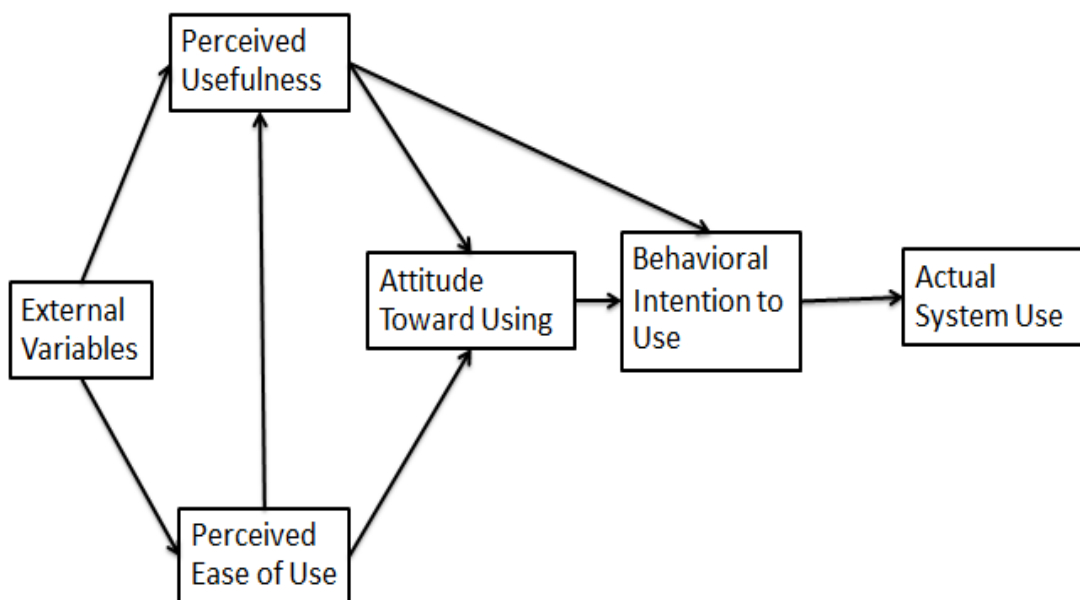 Perceived
Usefulness
External
Variables
Attitude
Toward Using
Behavioral
Intention to
Use
Actual
System Use
Perceived
Ease of Use